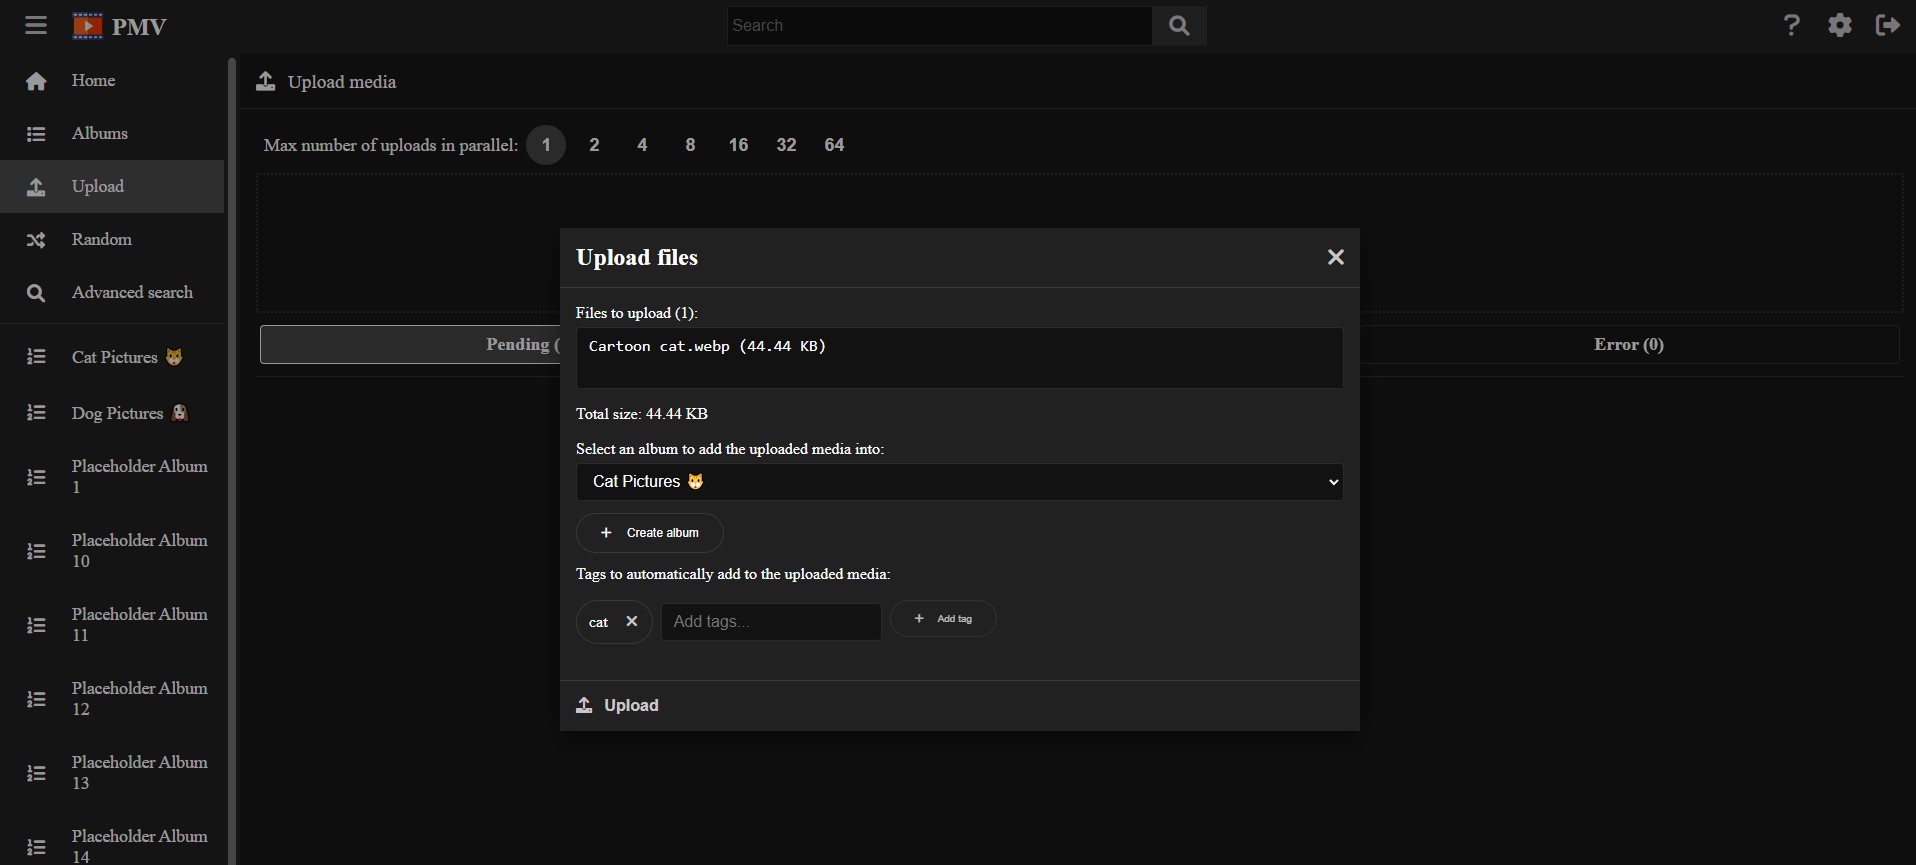 PMV
Search
Home
Albums
Upload
Random
Advanced search
Cat Pictures 🐱
Dog Pictures 🐶
Placeholder Album
1
Placeholder Album
10
Placeholder Album
11
Placeholder Album
12
Placeholder Album
13
Placeholder Album
14
Upload media
Max number of uploads in parallel: 1 2 4 8 16 32 64
Pending (
Error (0)
Upload files
Files to upload (1):
Cartoon cat.webp (44.44 KB)
Total size: 44.44 KB
Select an album to add the uploaded media into:
Cat Pictures 🐱
+ Create album
Tags to automatically add to the uploaded media:
cat Add tags... + Add tag
Upload